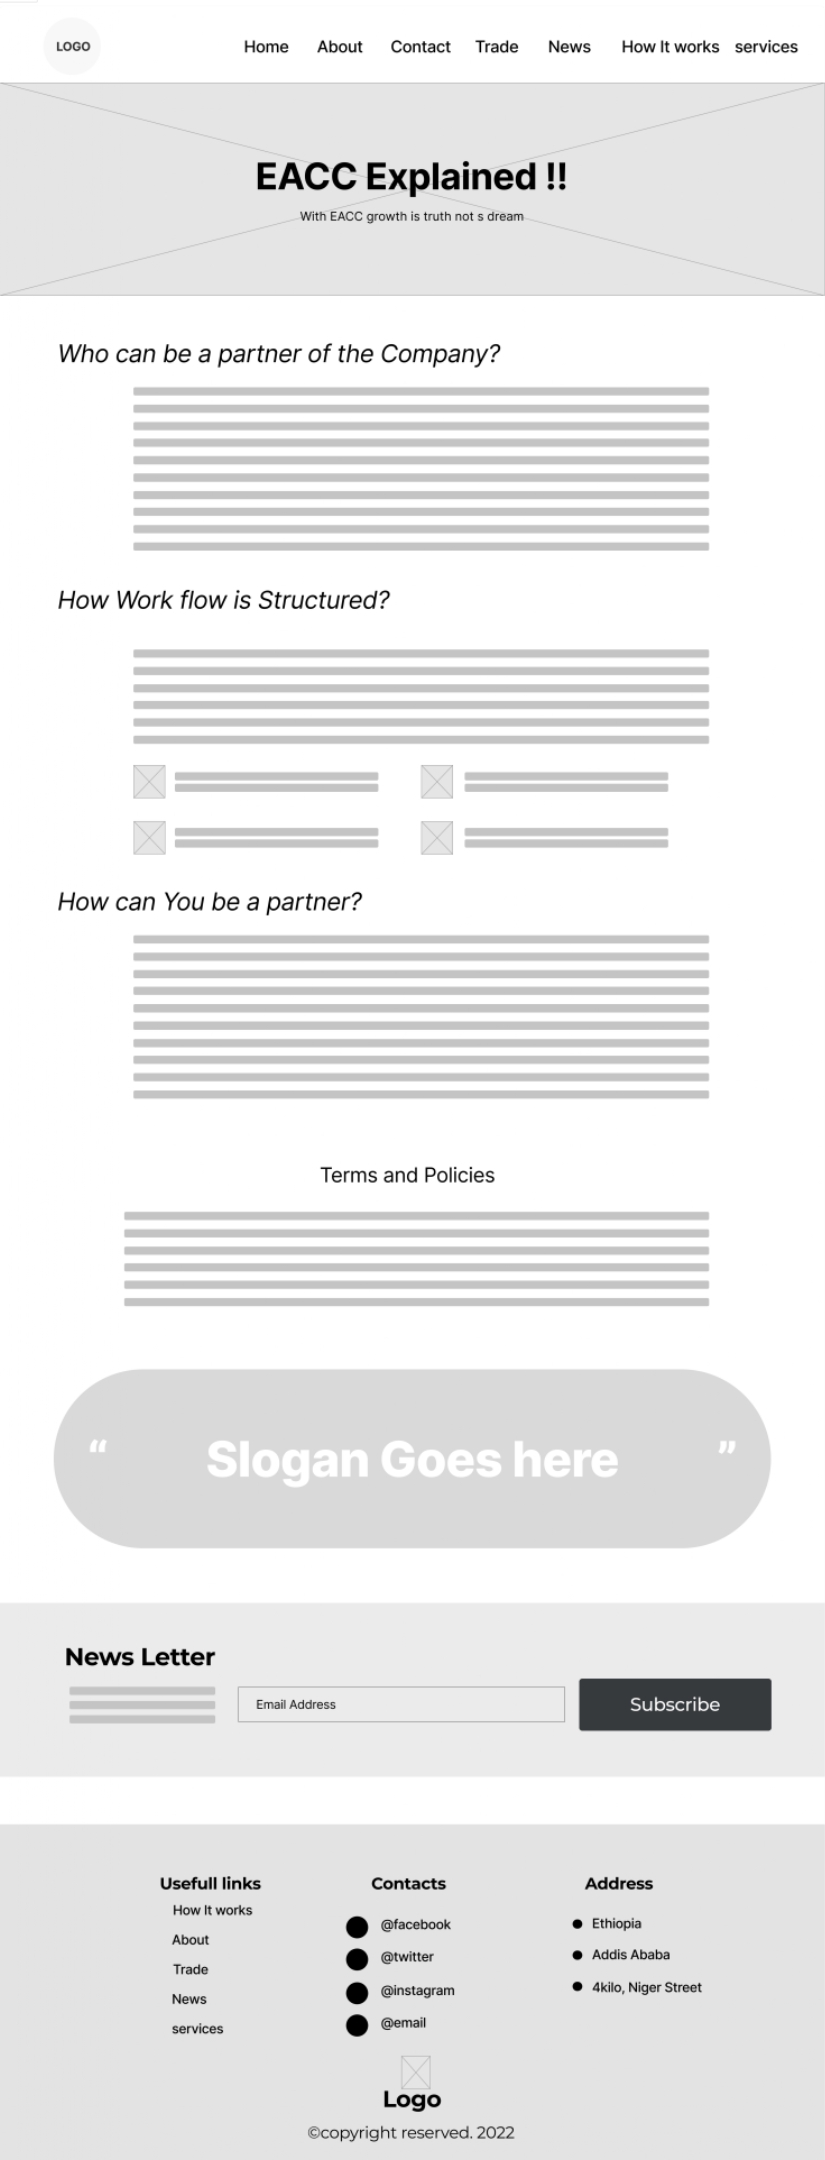 LOGO
Home About Contact Trade News How It works services
EACC Explained !!
With EACC growth is truth not s dream
Who can be a partner of the Company?
How Work flow is Structured?
How can You be a partner?
Terms and Policies
“ Slogan Goes here ”
News Letter
Email Address
Subscribe
Usefull links
How It works
About
Trade
News
services
Contacts
@facebook
@twitter
@instagram
@email
Address
Ethiopia
Addis Ababa
4kilo, Niger Street
Logo
©copyright reserved. 2022